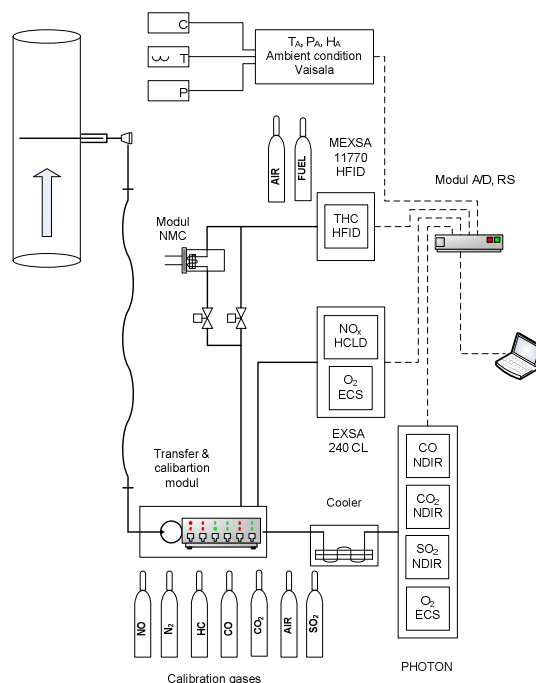 C
T
P
TA, PA, HA
Ambient condition
Vaisala
AIR
FUEL
MEXSA
11770
HFID
THC
HFID
Modul A/D, RS
Modul
NMC
NOX
HCLD
O2
ECS
EXSA
240 CL
Transfer &
calibartion
modul
Cooler
CO
NDIR
CO2
NDIR
SO2
NDIR
O2
ECS
NO
N2
HC
CO
CO2
AIR
SO2
Calibration gases
PHOTON